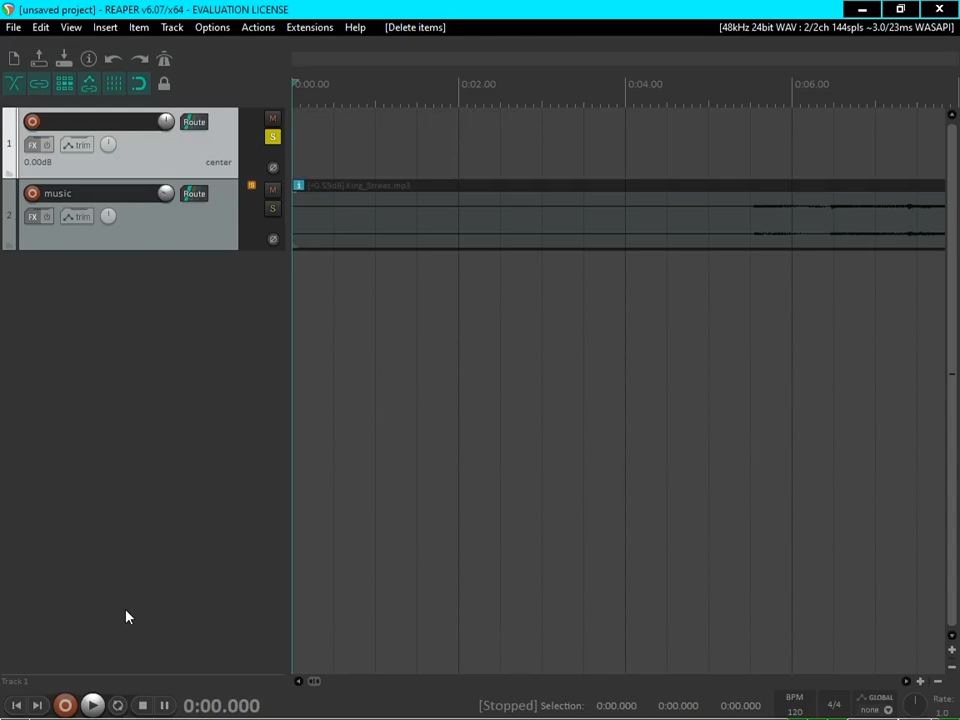 [unsaved project] - REAPER v6.07/x64 - EVALUATION LICENSE
File Edit View Insert Item Track Options Actions Extensions Help [Delete items]
[48kHz 24bit WAV : 2/2ch 144spls ~3.0/23ms WASAPI]
0:00.00 0:02.00 0:04.00 0:06.00
1 Route M
FX trim S
0.00dB center
2 music Route M
FX trim S
[+0.55dB] King_Street.mp3
Track 1
0:00.000 [Stopped] Selection: 0:00.000 0:00.000 0:00.000
BPM
120
4/4
GLOBAL
none
Rate:
1.0